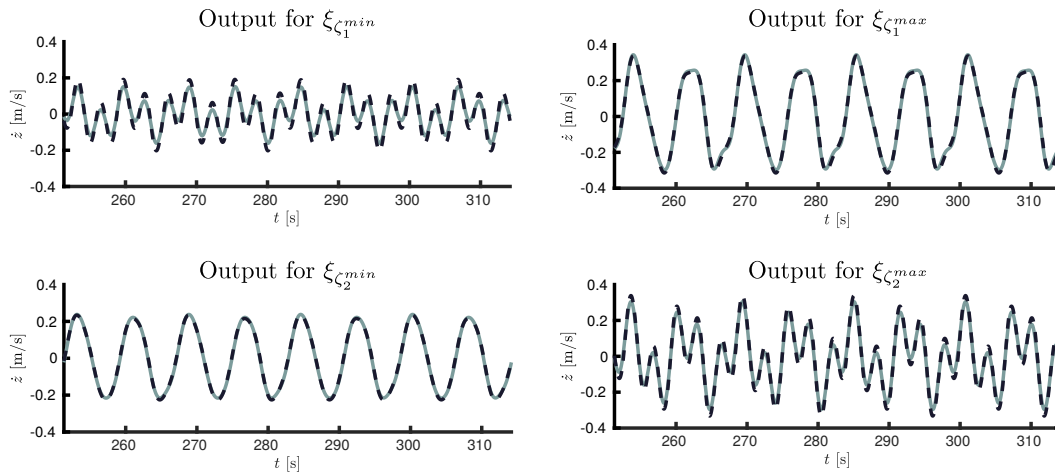 Output for ξ_{ζ_1^{min}}
0.4
0.2
0
-0.2
-0.4
ż [m/s]
260 270 280 290 300 310
t [s]
Output for ξ_{ζ_1^{max}}
0.4
0.2
0
-0.2
-0.4
ż [m/s]
260 270 280 290 300 310
t [s]
Output for ξ_{ζ_2^{min}}
0.4
0.2
0
-0.2
-0.4
ż [m/s]
260 270 280 290 300 310
t [s]
Output for ξ_{ζ_2^{max}}
0.4
0.2
0
-0.2
-0.4
ż [m/s]
260 270 280 290 300 310
t [s]